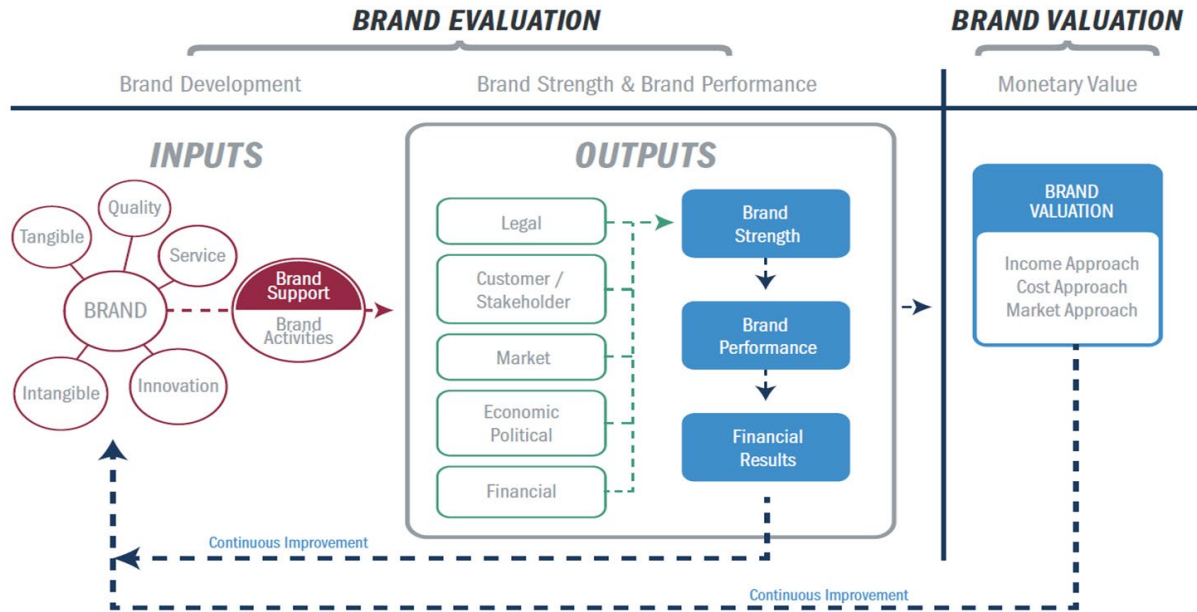 BRAND EVALUATION
BRAND VALUATION
Brand Development
Brand Strength & Brand Performance
Monetary Value
INPUTS
Quality
Tangible
Service
BRAND
Intangible
Innovation
Brand
Support
Brand
Activities
OUTPUTS
Legal
Customer /
Stakeholder
Market
Economic
Political
Financial
Brand
Strength
Brand
Performance
Financial
Results
BRAND
VALUATION
Income Approach
Cost Approach
Market Approach
Continuous Improvement
Continuous Improvement